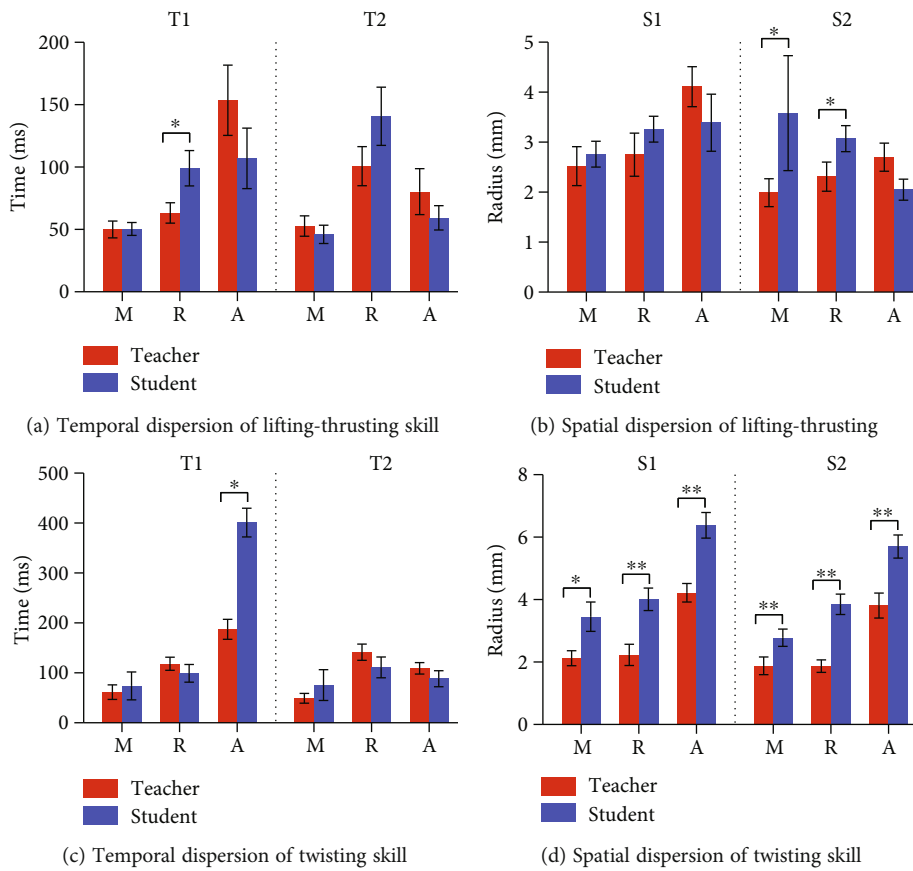 T1 T2
Time (ms)
200
150
100
50
0
*
M R A M R A
Teacher
Student
(a) Temporal dispersion of lifting-thrusting skill
S1 S2
Radius (mm)
5
4
3
2
1
0
* *
M R A M R A
Teacher
Student
(b) Spatial dispersion of lifting-thrusting
T1 T2
Time (ms)
500
400
300
200
100
0
*
M R A M R A
Teacher
Student
(c) Temporal dispersion of twisting skill
S1 S2
Radius (mm)
8
6
4
2
0
* ** ** ** ** **
M R A M R A
Teacher
Student
(d) Spatial dispersion of twisting skill